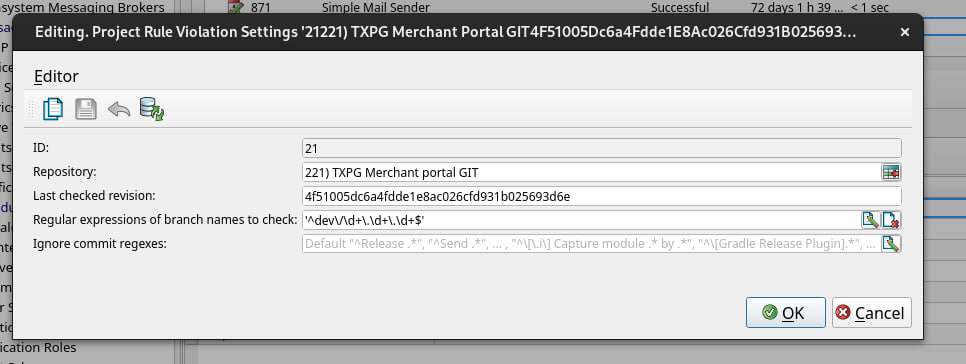 system Messaging Brokers
871 Simple Mail Sender Successful 72 days 1 h 39 ... < 1 sec
Editing. Project Rule Violation Settings '21221) TXPG Merchant Portal GIT4F51005Dc6a4Fdde1E8Ac026Cfd931B025693...
Editor
ID: 21
Repository: 221) TXPG Merchant portal GIT
Last checked revision: 4f51005dc6a4fdde1e8ac026cfd931b025693d6e
Regular expressions of branch names to check: '^dev\/\d+\.\d+\.\d+$'
Ignore commit regexes: Default "^Release .*", "^Send .*", ... , "^\[\.i\] Capture module .* by .*", "^\[Gradle Release Plugin].*", ...
OK Cancel
ication Roles